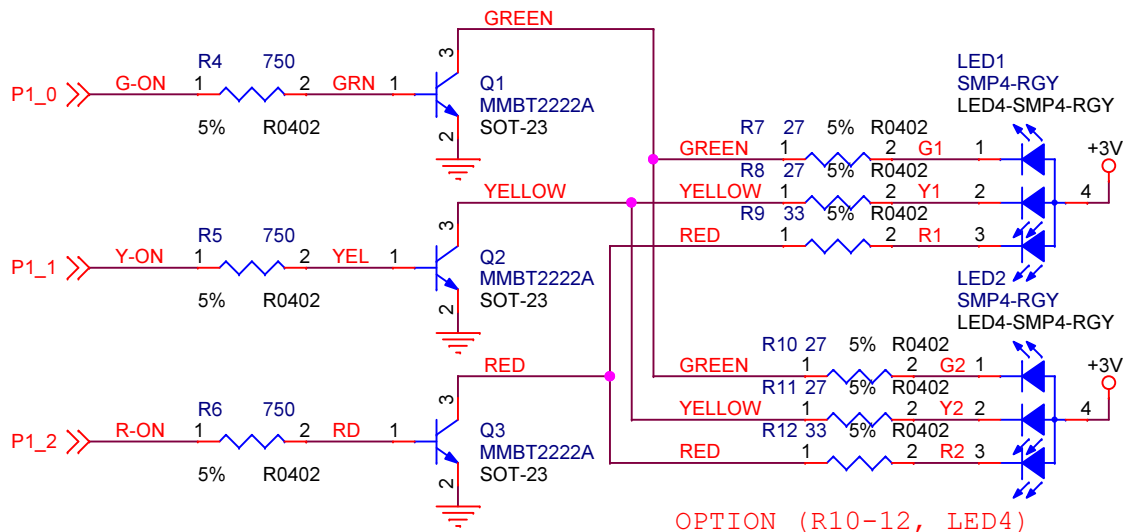 GREEN
R4 750
P1_0 G-ON 1 2 GRN 1 3
5% R0402
Q1
MMBT2222A
SOT-23
2
LED1
SMP4-RGY
LED4-SMP4-RGY
R7 27 5% R0402
GREEN 1 2 G1 1
+3V
R8 27 5% R0402
YELLOW
YELLOW 1 2 Y1 2 4
R9 33 5% R0402
RED 1 2 R1 3
R5 750
P1_1 Y-ON 1 2 YEL 1 3
5% R0402
Q2
MMBT2222A
SOT-23
2
LED2
SMP4-RGY
LED4-SMP4-RGY
R10 27 5% R0402
RED
GREEN 1 2 G2 1
+3V
R11 27 5% R0402
YELLOW 1 2 Y2 2 4
R12 33 5% R0402
RED 1 2 R2 3
R6 750
P1_2 R-ON 1 2 RD 1 3
5% R0402
Q3
MMBT2222A
SOT-23
2
OPTION (R10-12, LED4)